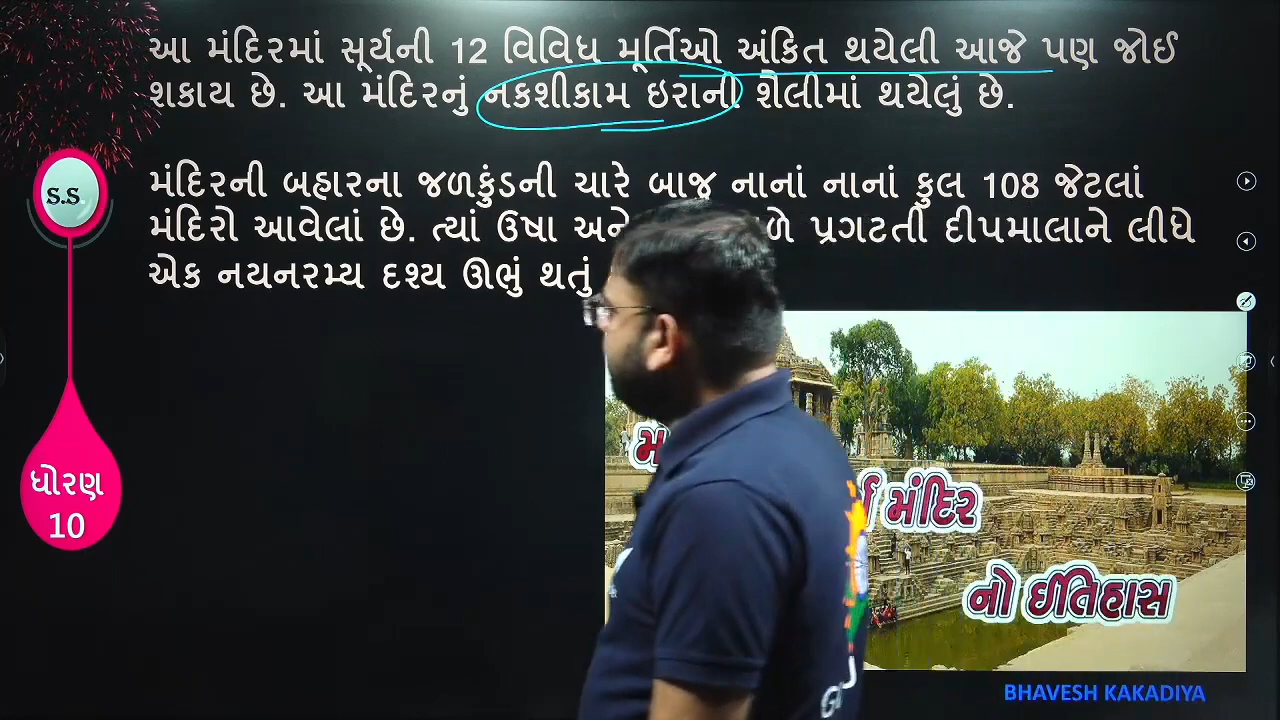 આ મંદિરમાં સૂર્યની 12 વિવિધ મૂર્તિઓ અંકિત થયેલી આજે પણ જોઈ
શકાય છે. આ મંદિરનું નકશીકામ ઇરાની શૈલીમાં થયેલું છે.
મંદિરની બહારના જળકુંડની ચારે બાજુ નાનાં નાનાં કુલ 108 જેટલાં
મંદિરો આવેલાં છે. ત્યાં ઉષા અને પ્રગટતી દીપમાલાને લીધે
એક નયનરમ્ય દશ્ય ઊભું થતું
S.S.
ધોરણ
10
મંદિર
નો ઈતિહાસ
BHAVESH KAKADIYA